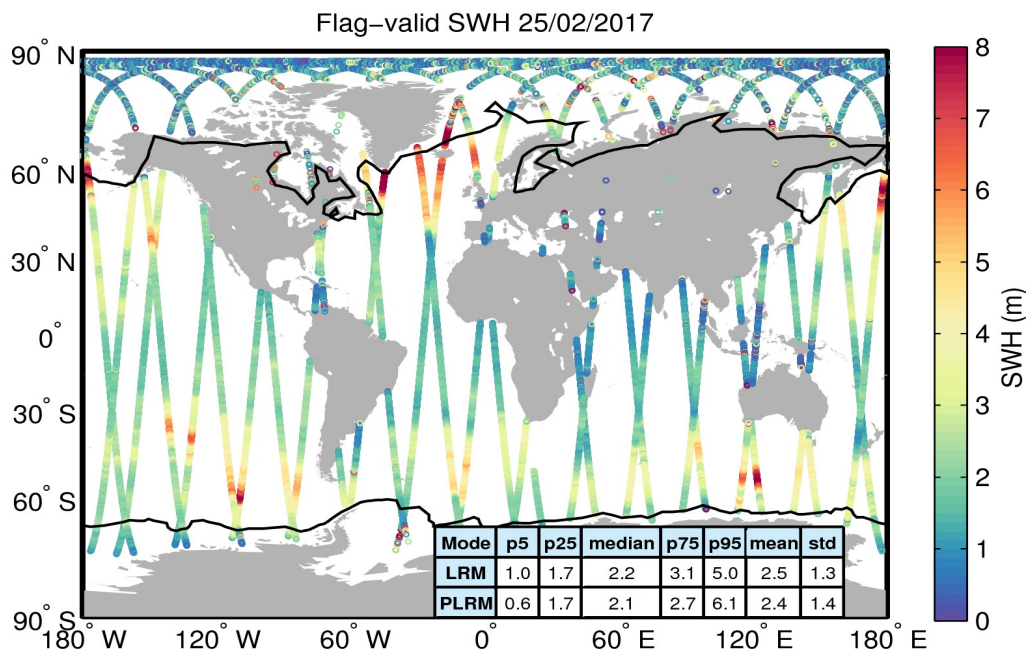 Flag−valid SWH 25/02/2017
90° N
60° N
30° N
0°
30° S
60° S
90° S
180° W
120° W
60° W
0°
60° E
120° E
180° E
8
7
6
5
4
3
2
1
0
SWH (m)
Mode p5 p25 median p75 p95 mean std
LRM 1.0 1.7 2.2 3.1 5.0 2.5 1.3
PLRM 0.6 1.7 2.1 2.7 6.1 2.4 1.4